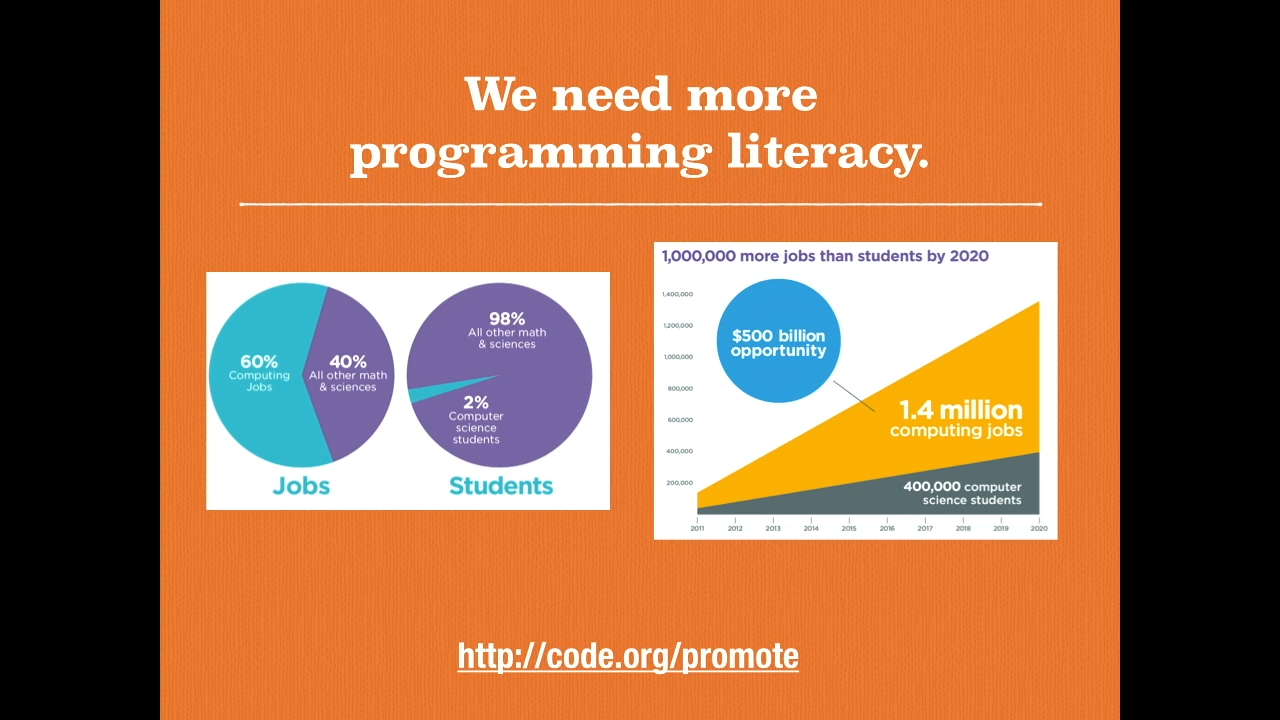 We need more
programming literacy.
60%
Computing
Jobs
40%
All other math
& sciences
Jobs
98%
All other math
& sciences
2%
Computer
science
students
Students
1,000,000 more jobs than students by 2020
1,400,000
1,200,000
1,000,000
800,000
600,000
400,000
200,000
$500 billion
opportunity
1.4 million
computing jobs
400,000 computer
science students
2011 2012 2013 2014 2015 2016 2017 2018 2019 2020
http://code.org/promote